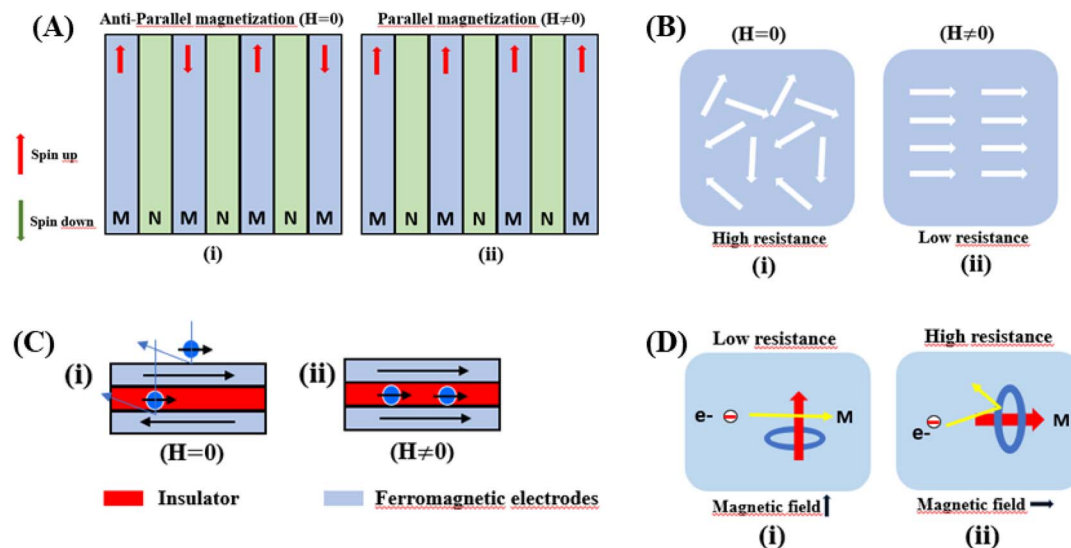 (A)
Anti-Parallel magnetization (H=0)
Parallel magnetization (H≠0)
Spin up
Spin down
M N M N M N M
(i)
M N M N M N M
(ii)
(B)
(H=0)
(H≠0)
High resistance
(i)
Low resistance
(ii)
(C)
(i)
(H=0)
(ii)
(H≠0)
Insulator
Ferromagnetic electrodes
(D)
Low resistance
e-
M
Magnetic field
(i)
High resistance
e-
M
Magnetic field
(ii)